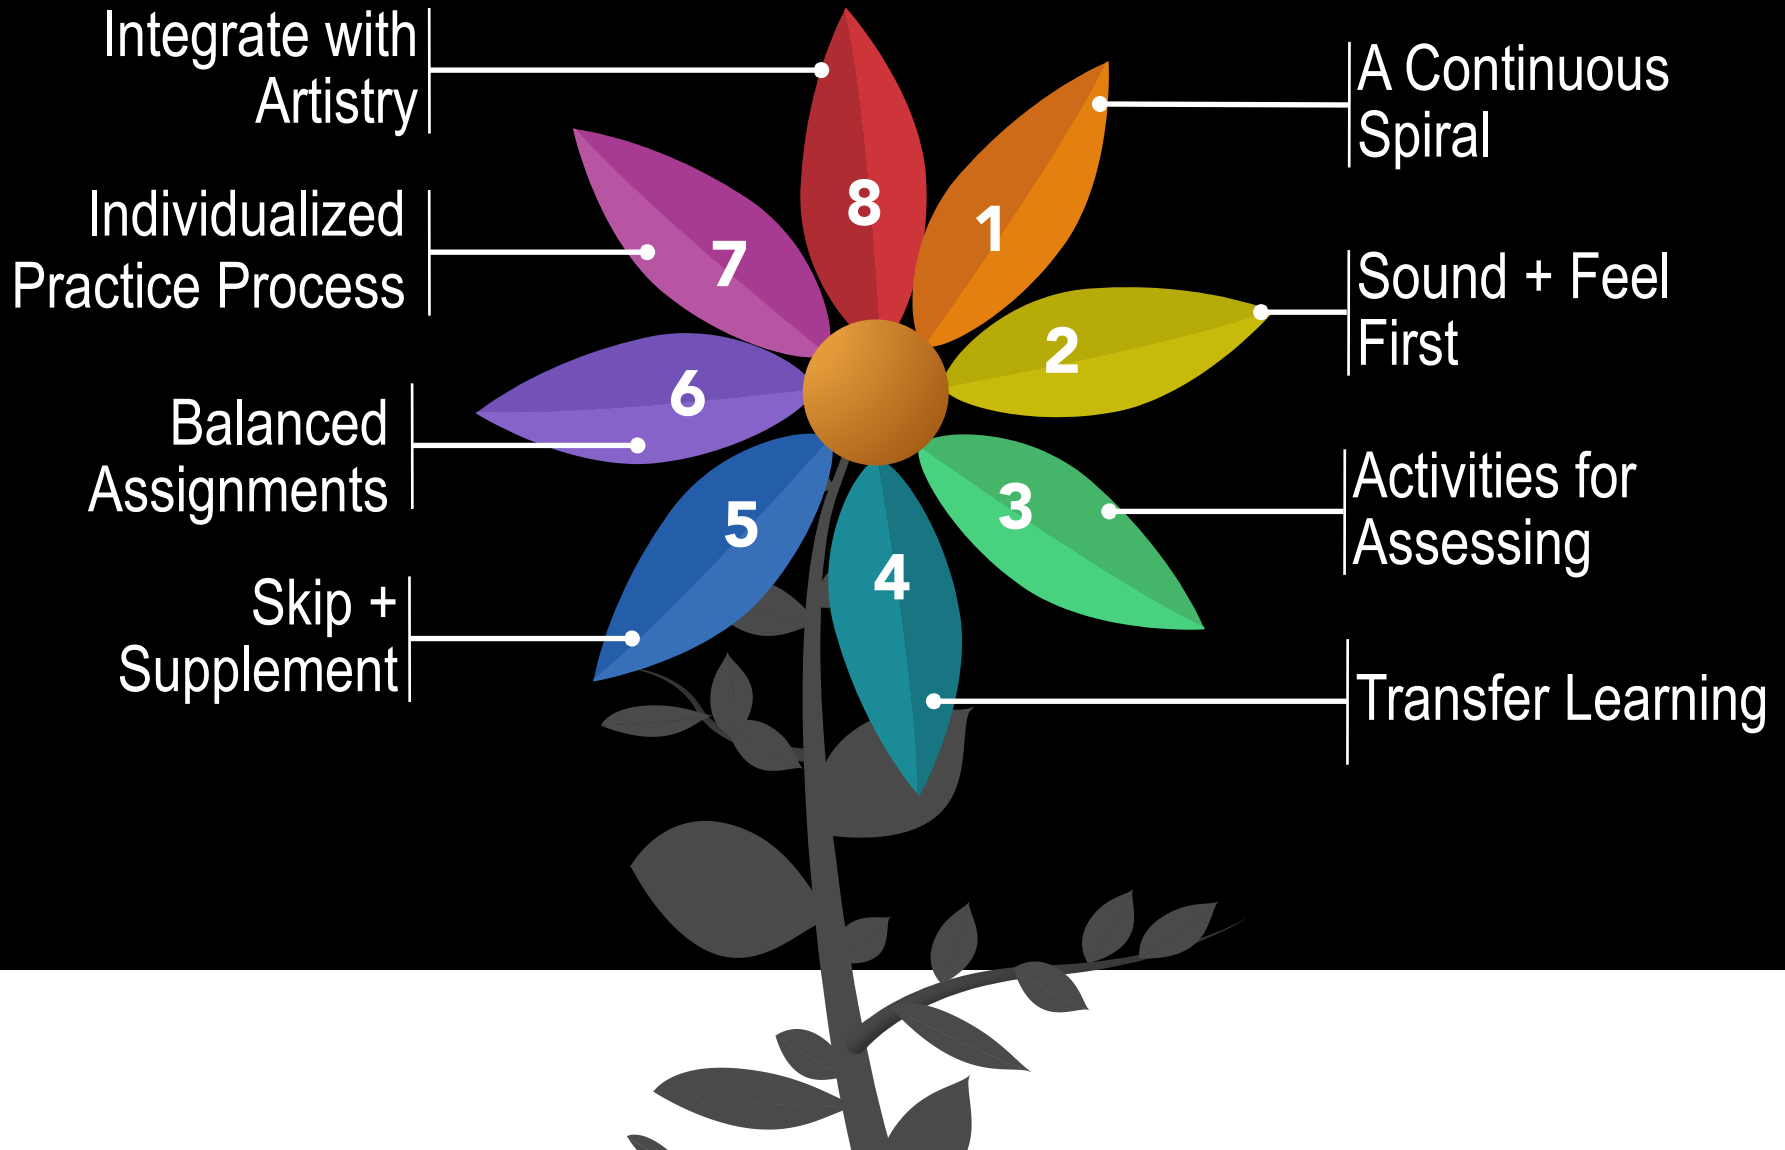 Integrate with
Artistry
Individualized
Practice Process
Balanced
Assignments
Skip +
Supplement
8
1
7
2
6
3
5
4
A Continuous
Spiral
Sound + Feel
First
Activities for
Assessing
Transfer Learning